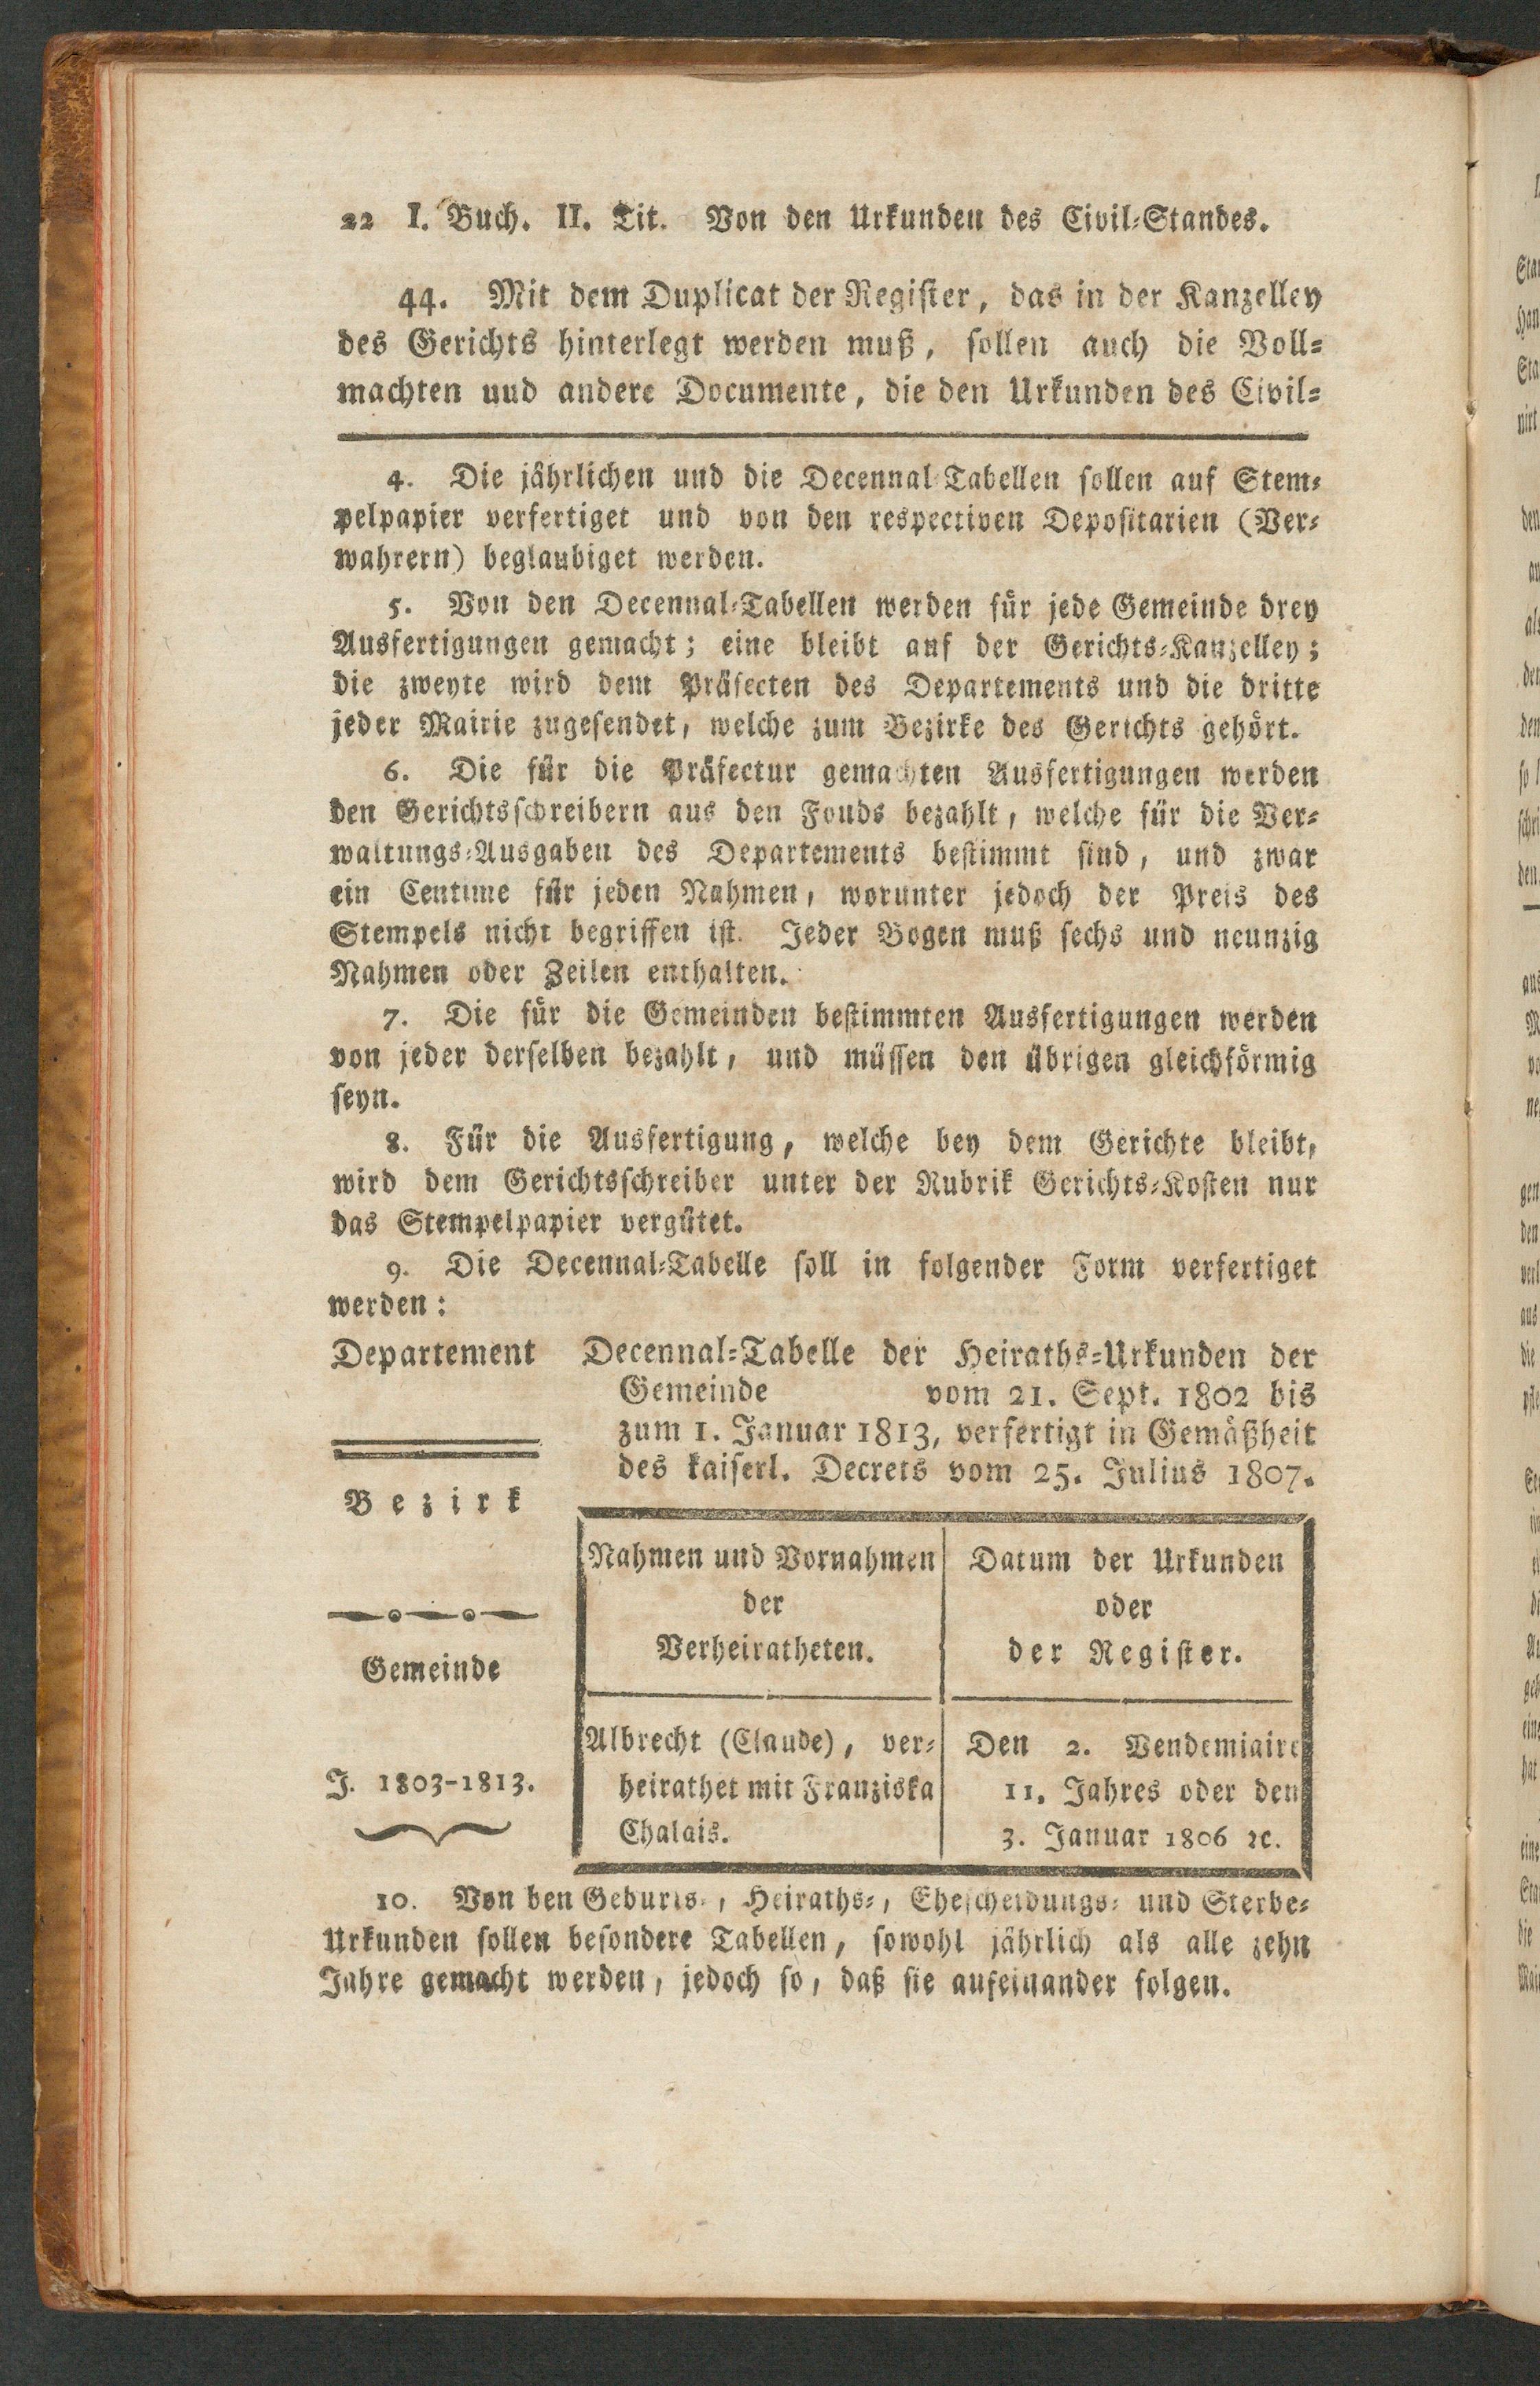 22 I. Buch. II. Tit. Von den Urkunden des Civil-Standes.
44. Mit dem Duplicat der Register, das in der Kanzelley
des Gerichts hinterlegt werden muß, sollen auch die Voll-
machten uud andere Documente, die den Urkunden des Civil-
4. Die jährlichen und die Decennal Tabellen sollen auf Stem-
pelpapier verfertiget und von den respectiven Depositarien (Ver-
wahrern) beglaubiget werden.
5. Von den Decennal-Tabellen werden für jede Gemeinde drey
Ausfertigungen gemacht; eine bleibt auf der Gerichts-Kanzelley;
die zweyte wird dem Präfecten des Departements und die dritte
jeder Mairie zugesendet, welche zum Bezirke des Gerichts gehört.
6. Die für die Präfectur gemachten Ausfertigungen werden
den Gerichtsschreibern aus den Fouds bezahlt, welche für die Ver-
waltungs-Ausgaben des Departements bestimmt sind, und zwar
ein Centime für jeden Nahmen, worunter jedoch der Preis des
Stempels nicht begriffen ist. Jeder Bogen muß sechs und neunzig
Nahmen oder Zeilen enthalten.
7. Die für die Gemeinden bestimmten Ausfertigungen werden
von jeder derselben bezahlt, und müssen den übrigen gleichförmig
seyn.
8. Für die Ausfertigung, welche bey dem Gerichte bleibt,
wird dem Gerichtsschreiber unter der Rubrik Gerichts-Kosten nur
das Stempelpapier vergütet.
9. Die Decennal-Tabelle soll in folgender Form verfertiget
werden:
Departement
Bezirk
Gemeinde
J. 1803-1813.
Decennal-Tabelle der Heiraths-Urkunden der
Gemeinde vom 21. Sept. 1802 bis
zum 1. Januar 1813, verfertigt in Gemäßheit
des kaiserl. Decrets vom 25. Julius 1807.
Nahmen und Vornahmen
der
Verheiratheten.
Datum der Urkunden
oder
der Register.
Albrecht (Claude), ver-
heirathet mit Franziska
Chalais.
Den 2. Vendemiaire
11. Jahres oder den
3. Januar 1806 ꝛc.
10. Von ben Geburts-, Heiraths-, Ehescheidungs- und Sterbe-
Urkunden sollen besondere Tabellen, sowohl jährlich als alle zehn
Jahre gemacht werden, jedoch so, daß sie aufeinander folgen.